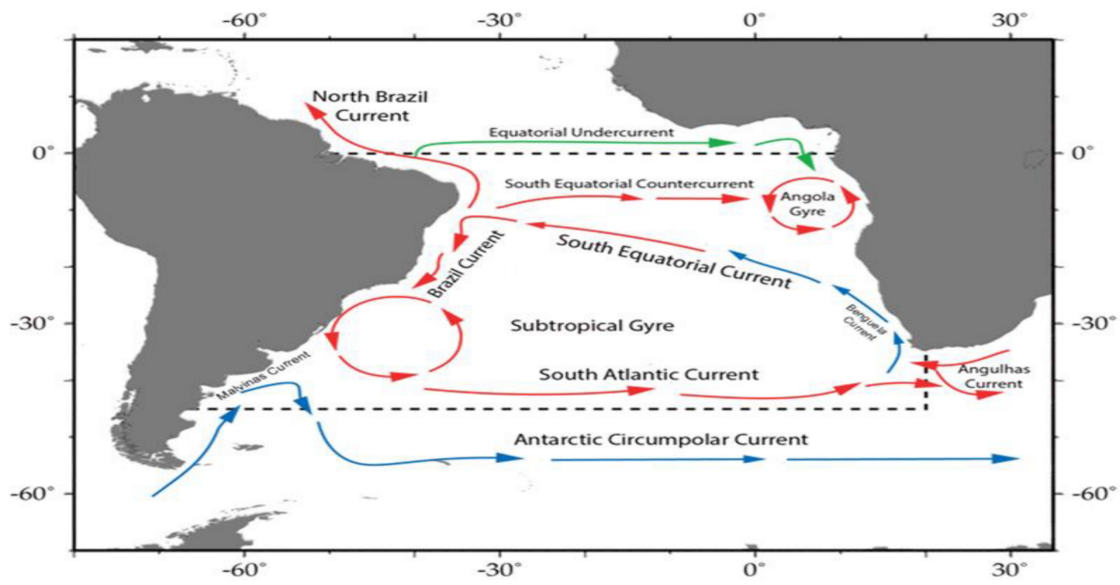 -60°
-30°
0°
30°
North Brazil
Current
Equatorial Undercurrent
0°
0°
South Equatorial Countercurrent
Angola
Gyre
South Equatorial Current
Brazil Current
Benguela
Current
-30°
Subtropical Gyre
-30°
Malvinas Current
South Atlantic Current
Angulhas
Current
Antarctic Circumpolar Current
-60°
-60°
-60°
-30°
0°
30°